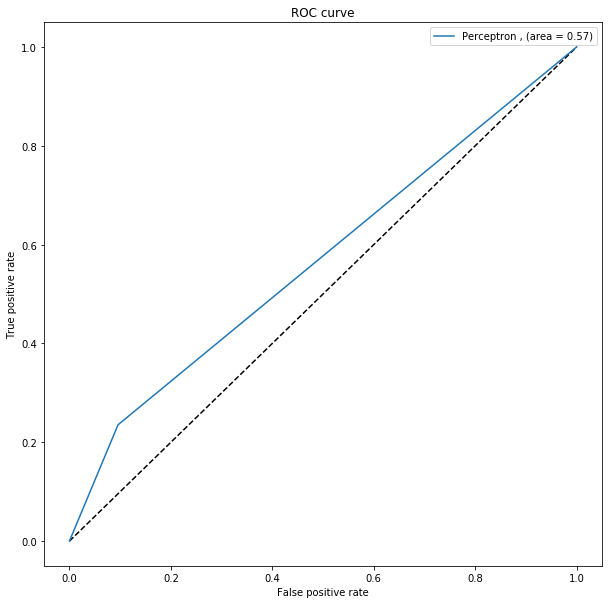 ROC curve
Perceptron , (area = 0.57)
1.0
0.8
0.6
0.4
0.2
0.0
True positive rate
0.0 0.2 0.4 0.6 0.8 1.0
False positive rate